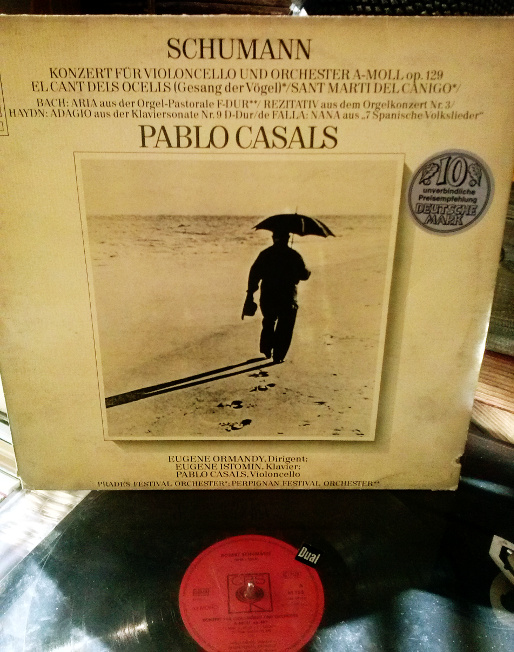 SCHUMANN
KONZERT FÜR VIOLONCELLO UND ORCHESTER A-MOLL op. 129
EL CANT DELS OCELIS (Gesang der Vögel)*/SANT MARTI DEL CANIGO*/
BACH: ARIA aus der Orgel-Pastorale F-DUR**/ REZITATIV aus dem Orgelkonzert Nr. 3/
HAYDN: ADAGIO aus der Klaviersonate Nr. 9 D-Dur/de FALLA: NANA aus „7 Spanische Volkslieder"
PABLO CASALS
10,-
unverbindliche
Preisempfehlung
DEUTSCHE
MARK
EUGENE ORMANDY, Dirigent;
EUGENE ISTOMIN, Klavier;
PABLO CASALS, Violoncello
PRADES FESTIVAL ORCHESTER*; PERPIGNAN FESTIVAL ORCHESTER**
Dual
CBS